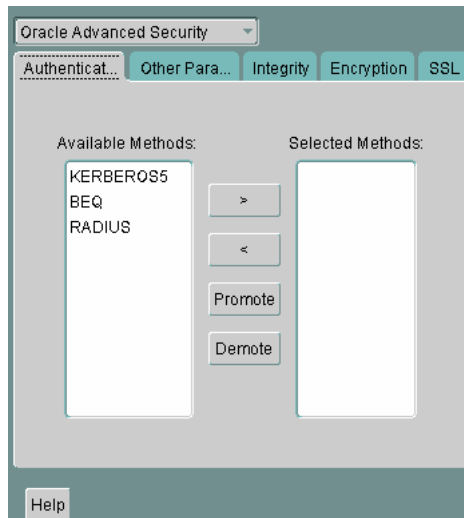 Oracle Advanced Security
Authenticat... Other Para... Integrity Encryption SSL
Available Methods: Selected Methods:
KERBEROS5
BEQ
RADIUS
>
<
Promote
Demote
Help